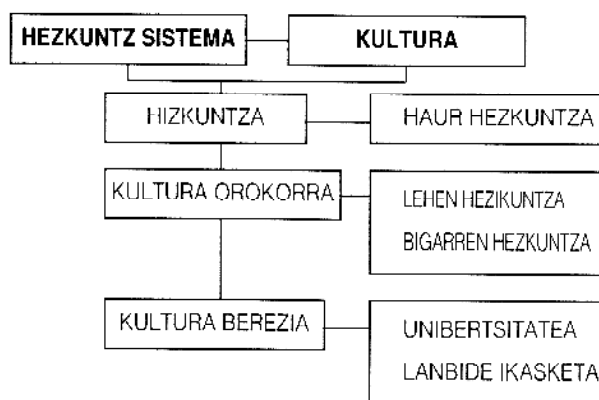 HEZKUNTZ SISTEMA
KULTURA
HIZKUNTZA
HAUR HEZKUNTZA
KULTURA OROKORRA
LEHEN HEZIKUNTZA
BIGARREN HEZKUNTZA
KULTURA BEREZIA
UNIBERTSITATEA
LANBIDE IKASKETA